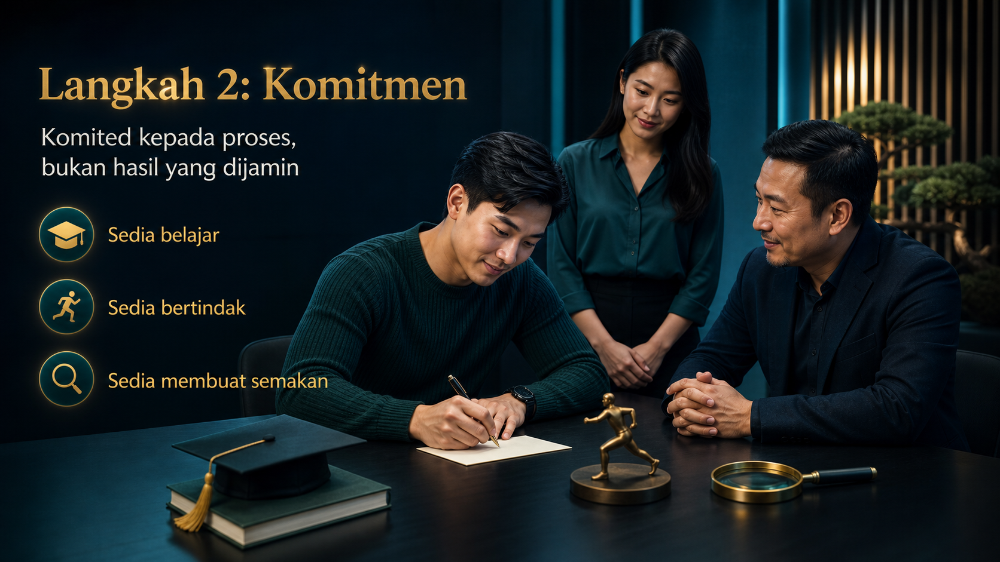 Langkah 2: Komitmen
Komited kepada proses,
bukan hasil yang dijamin
Sedia belajar
Sedia bertindak
Sedia membuat semakan